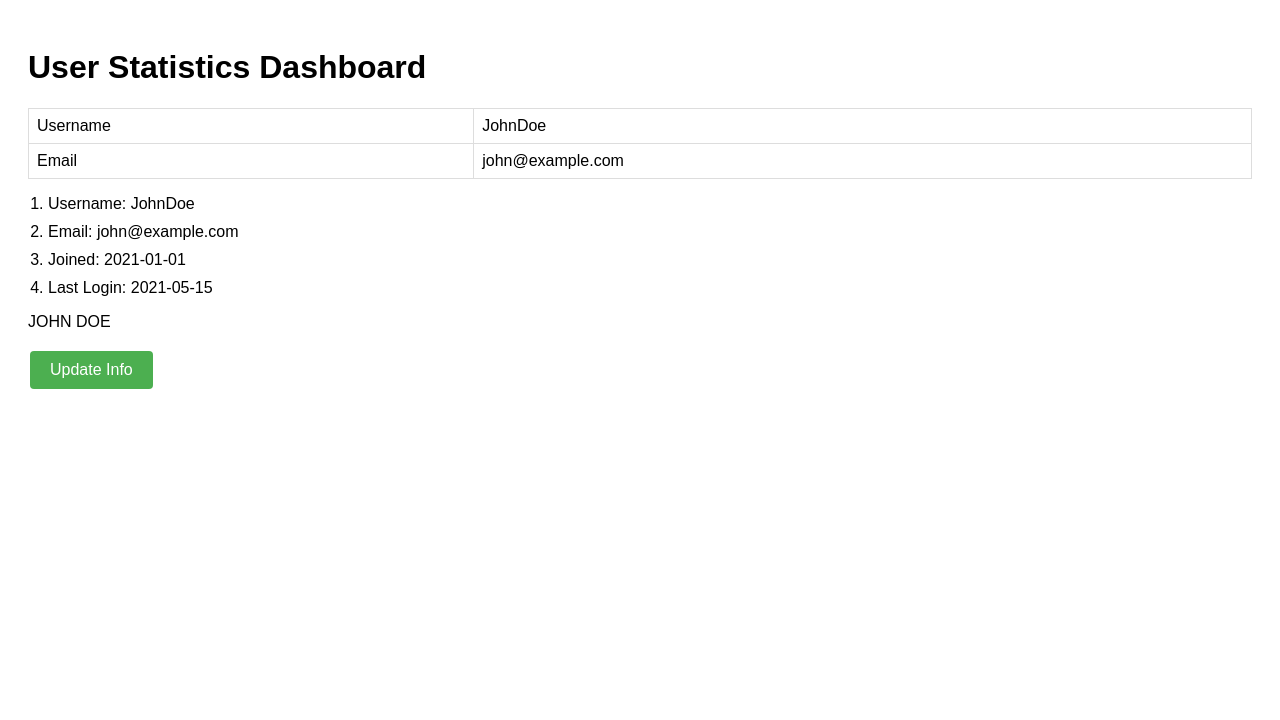 User Statistics Dashboard
Username JohnDoe
Email john@example.com
1. Username: JohnDoe
2. Email: john@example.com
3. Joined: 2021-01-01
4. Last Login: 2021-05-15
JOHN DOE
Update Info